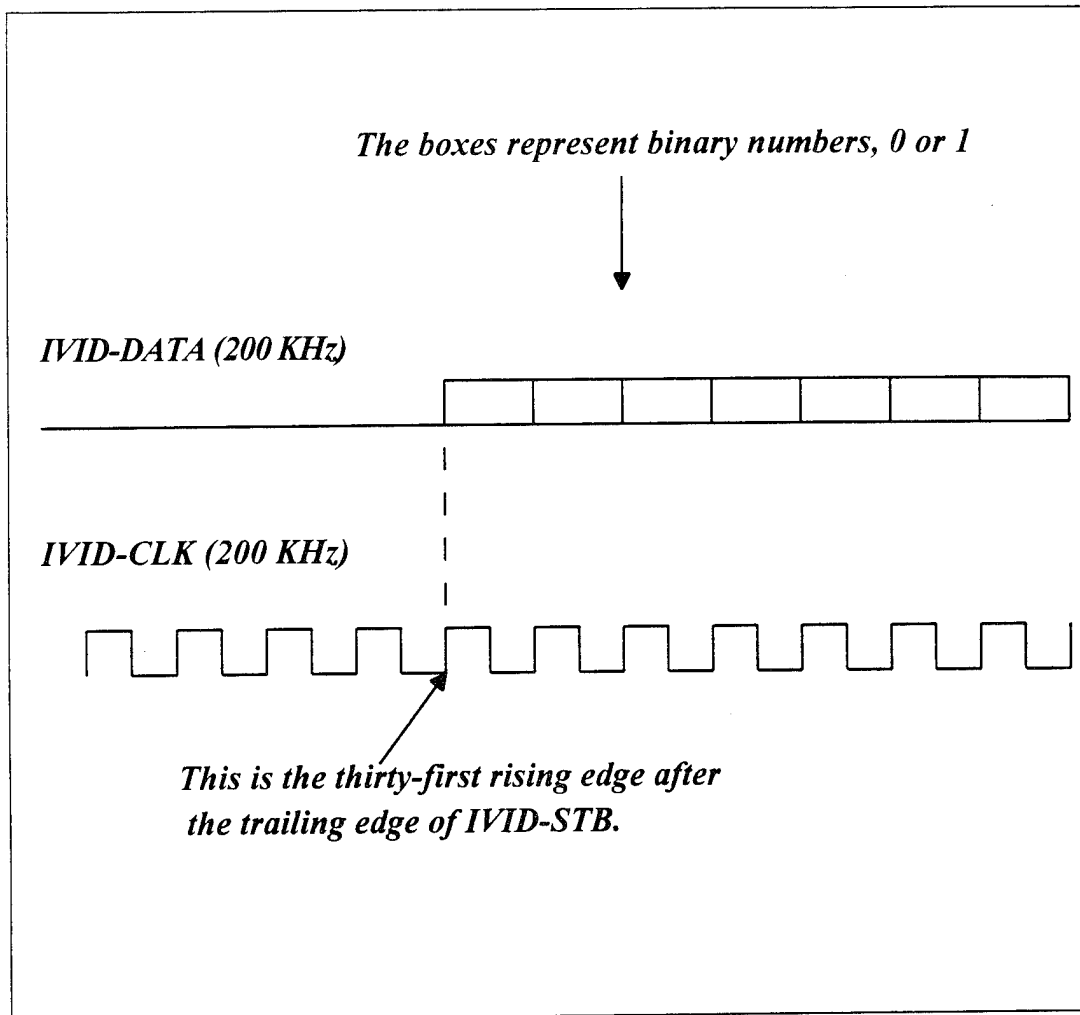 The boxes represent binary numbers, 0 or 1
IVID-DATA (200 KHz)
IVID-CLK (200 KHz)
This is the thirty-first rising edge after
the trailing edge of IVID-STB.